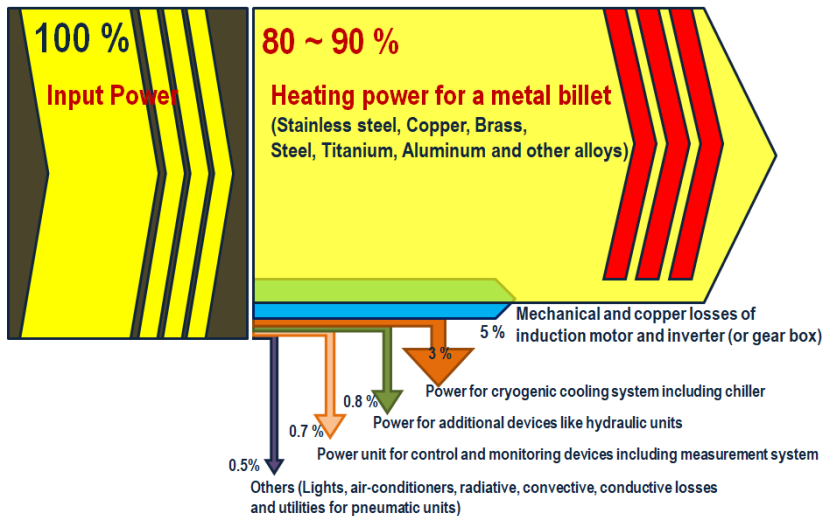 100 %
Input Power
80 ~ 90 %
Heating power for a metal billet
(Stainless steel, Copper, Brass,
Steel, Titanium, Aluminum and other alloys)
Mechanical and copper losses of
5 %
induction motor and inverter (or gear box)
3 %
Power for cryogenic cooling system including chiller
0.8 %
Power for additional devices like hydraulic units
0.7 %
Power unit for control and monitoring devices including measurement system
0.5%
Others (Lights, air-conditioners, radiative, convective, conductive losses
and utilities for pneumatic units)